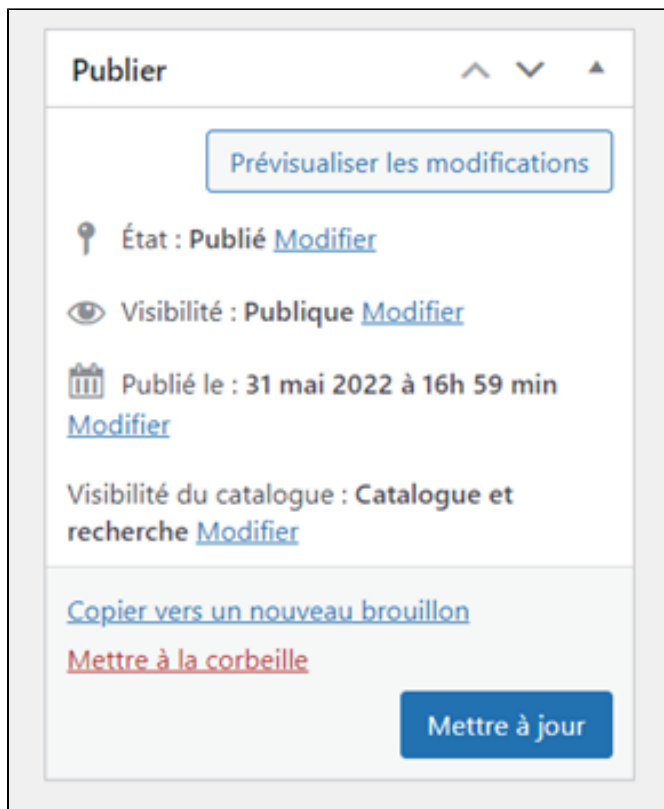 Publier
Prévisualiser les modifications
État : Publié Modifier
Visibilité : Publique Modifier
Publié le : 31 mai 2022 à 16h 59 min
Modifier
Visibilité du catalogue : Catalogue et
recherche Modifier
Copier vers un nouveau brouillon
Mettre à la corbeille
Mettre à jour